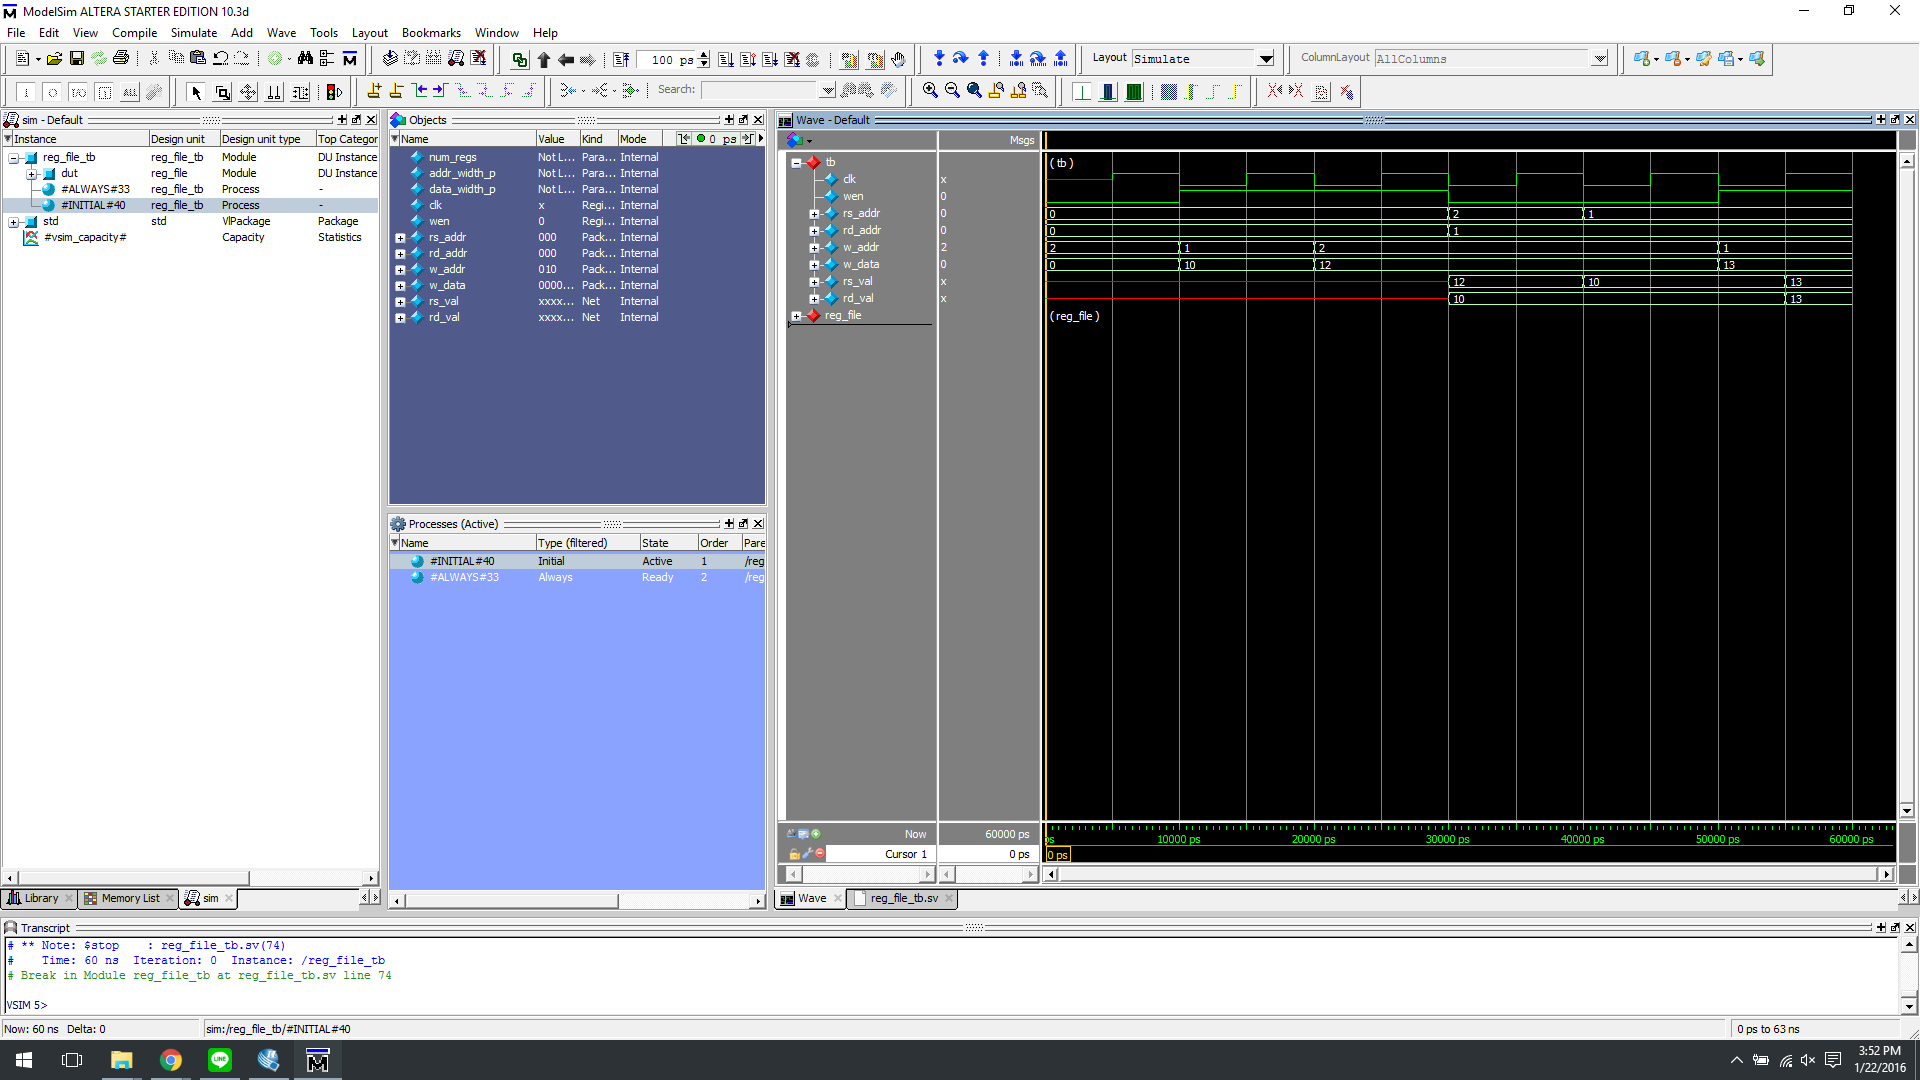 ModelSim ALTERA STARTER EDITION 10.3d
File Edit View Compile Simulate Add Wave Tools Layout Bookmarks Window Help
100 ps
Layout Simulate
ColumnLayout AllColumns
Search:
sim - Default
Instance Design unit Design unit type Top Categor
reg_file_tb reg_file_tb Module DU Instance
dut reg_file Module DU Instance
#ALWAYS#33 reg_file_tb Process -
#INITIAL#40 reg_file_tb Process -
std std VlPackage Package
#vsim_capacity# Capacity Statistics
Library Memory List sim
Objects
Name Value Kind Mode 0 ps
num_regs Not L... Para... Internal
addr_width_p Not L... Para... Internal
data_width_p Not L... Para... Internal
clk x Regi... Internal
wen 0 Regi... Internal
rs_addr 000 Pack... Internal
rd_addr 000 Pack... Internal
w_addr 010 Pack... Internal
w_data 0000... Pack... Internal
rs_val xxxx... Net Internal
rd_val xxxx... Net Internal
Processes (Active)
Name Type (filtered) State Order Pare
#INITIAL#40 Initial Active 1 /reg
#ALWAYS#33 Always Ready 2 /reg
Wave - Default
Msgs
tb (tb)
clk x
wen 0
rs_addr 0 0 2 1
rd_addr 0 0 1
w_addr 2 2 1 2 1
w_data 0 0 10 12 13
rs_val x 12 10 13
rd_val x 10 13
reg_file (reg_file)
Now 60000 ps ps 10000 ps 20000 ps 30000 ps 40000 ps 50000 ps 60000 ps
Cursor 1 0 ps 0 ps
Wave reg_file_tb.sv
Transcript
# ** Note: $stop : reg_file_tb.sv(74)
# Time: 60 ns Iteration: 0 Instance: /reg_file_tb
# Break in Module reg_file_tb at reg_file_tb.sv line 74
VSIM 5>
Now: 60 ns Delta: 0 sim:/reg_file_tb/#INITIAL#40 0 ps to 63 ns
LINE
3:52 PM
1/22/2016